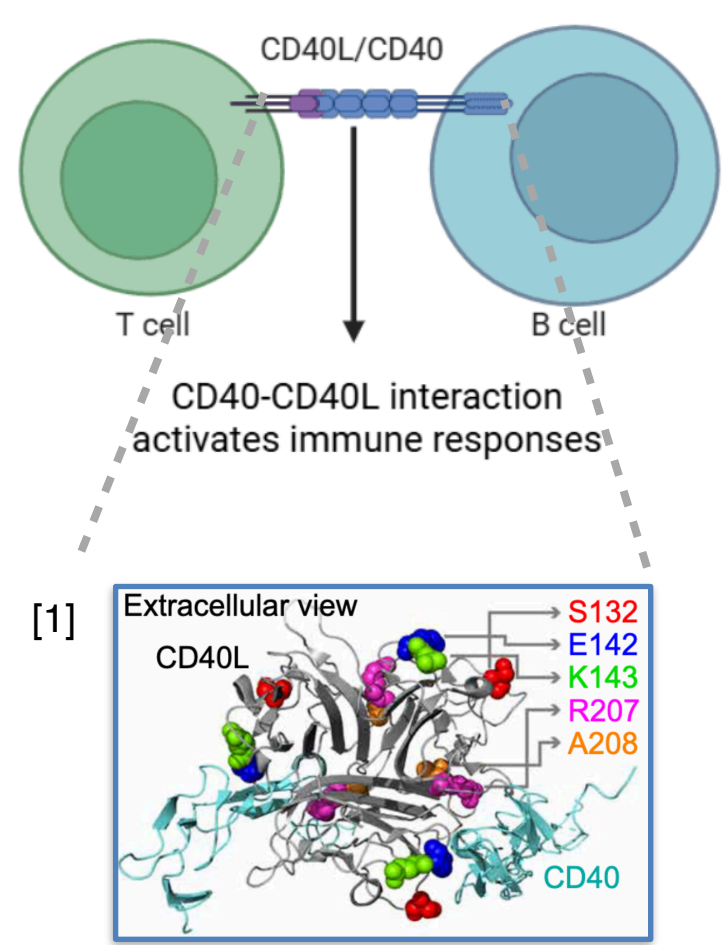 CD40L/CD40
T cell
B cell
CD40-CD40L interaction
activates immune responses
[1]
Extracellular view
CD40L
S132
E142
K143
R207
A208
CD40